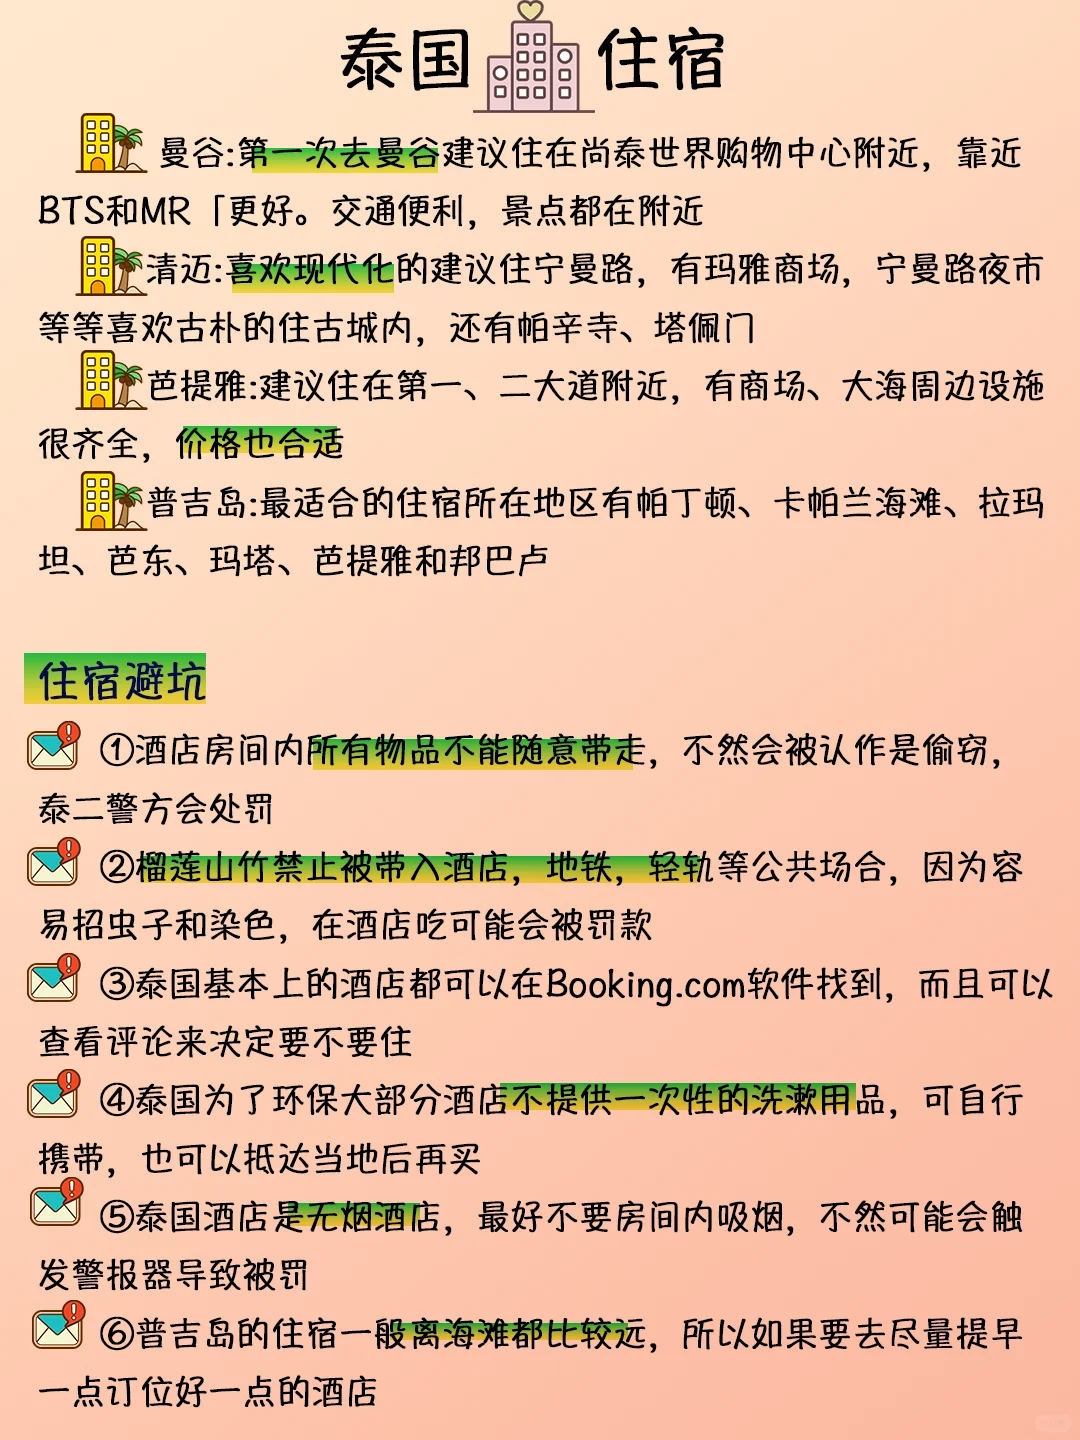 泰国 住宿
曼谷:第一次去曼谷建议住在尚泰世界购物中心附近，靠近
BTS和MR「更好。交通便利，景点都在附近
清迈:喜欢现代化的建议住宁曼路，有玛雅商场，宁曼路夜市
等等喜欢古朴的住古城内，还有帕辛寺、塔佩门
芭提雅:建议住在第一、二大道附近，有商场、大海周边设施
很齐全，价格也合适
普吉岛:最适合的住宿所在地区有帕丁顿、卡帕兰海滩、拉玛
坦、芭东、玛塔、芭提雅和邦巴卢
住宿避坑
①酒店房间内所有物品不能随意带走，不然会被认作是偷窃，
泰二警方会处罚
②榴莲山竹禁止被带入酒店，地铁，轻轨等公共场合，因为容
易招虫子和染色，在酒店吃可能会被罚款
③泰国基本上的酒店都可以在Booking.com软件找到，而且可以
查看评论来决定要不要住
④泰国为了环保大部分酒店不提供一次性的洗漱用品，可自行
携带，也可以抵达当地后再买
⑤泰国酒店是无烟酒店，最好不要房间内吸烟，不然可能会触
发警报器导致被罚
⑥普吉岛的住宿一般离海滩都比较远，所以如果要去尽量提早
一点订位好一点的酒店